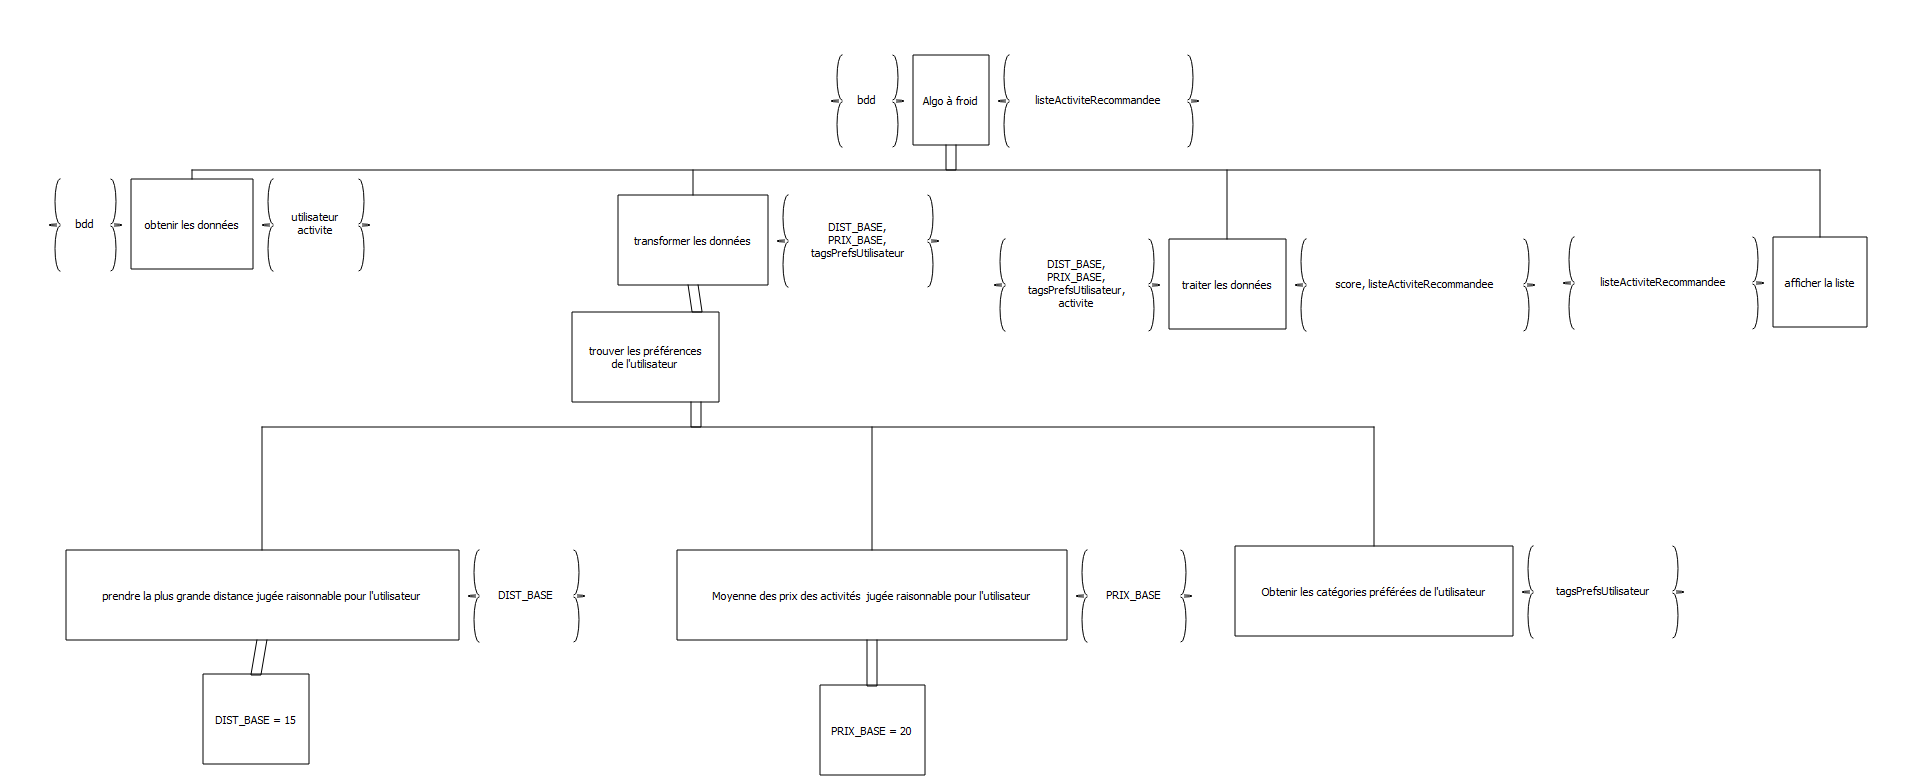 bdd
Algo à froid
listeActiviteRecommandee
bdd
obtenir les données
utilisateur
activite
transformer les données
DIST_BASE,
PRIX_BASE,
tagsPrefsUtilisateur
DIST_BASE,
PRIX_BASE,
tagsPrefsUtilisateur,
activite
traiter les données
score, listeActiviteRecommandee
listeActiviteRecommandee
afficher la liste
trouver les préférences
de l'utilisateur
prendre la plus grande distance jugée raisonnable pour l'utilisateur
DIST_BASE
Moyenne des prix des activités  jugée raisonnable pour l'utilisateur
PRIX_BASE
Obtenir les catégories préférées de l'utilisateur
tagsPrefsUtilisateur
DIST_BASE = 15
PRIX_BASE = 20